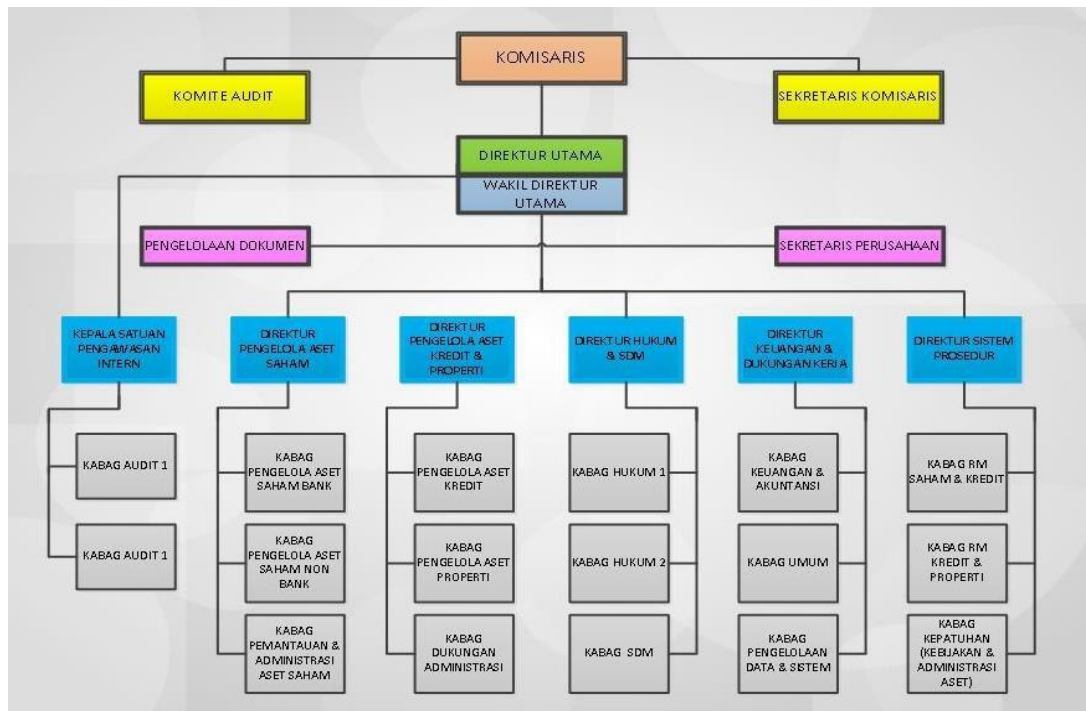 KOMISARIS
KOMITE AUDIT
SEKRETARIS KOMISARIS
DIREKTUR UTAMA
WAKIL DIREKTUR
UTAMA
PENGELOLAAN DOKUMEN
SEKRETARIS PERUSAHAAN
KEPALA SATUAN
PENGAWASAN
INTERN
DIREKTUR
PENGELOLA ASET
SAHAM
DIREKTUR
PENGELOLA ASET
KREDIT &
PROPERTI
DIREKTUR HUKUM
& SDM
DIREKTUR
KEUANGAN &
DUKUNGAN KERJA
DIREKTUR SISTEM
PROSEDUR
KABAG AUDIT 1
KABAG
PENGELOLA ASET
SAHAM BANK
KABAG
PENGELOLA ASET
KREDIT
KABAG HUKUM 1
KABAG
KEUANGAN &
AKUNTANSI
KABAG RM
SAHAM & KREDIT
KABAG AUDIT 1
KABAG
PENGELOLA ASET
SAHAM NON
BANK
KABAG
PENGELOLA ASET
PROPERTI
KABAG HUKUM 2
KABAG UMUM
KABAG RM
KREDIT &
PROPERTI
KABAG
PEMANTAUAN &
ADMINISTRASI
ASET SAHAM
KABAG
DUKUNGAN
ADMINISTRASI
KABAG SDM
KABAG
PENGELOLAAN
DATA & SISTEM
KABAG
KEPATUHAN
(KEBIJAKAN &
ADMINISTRASI
ASET)